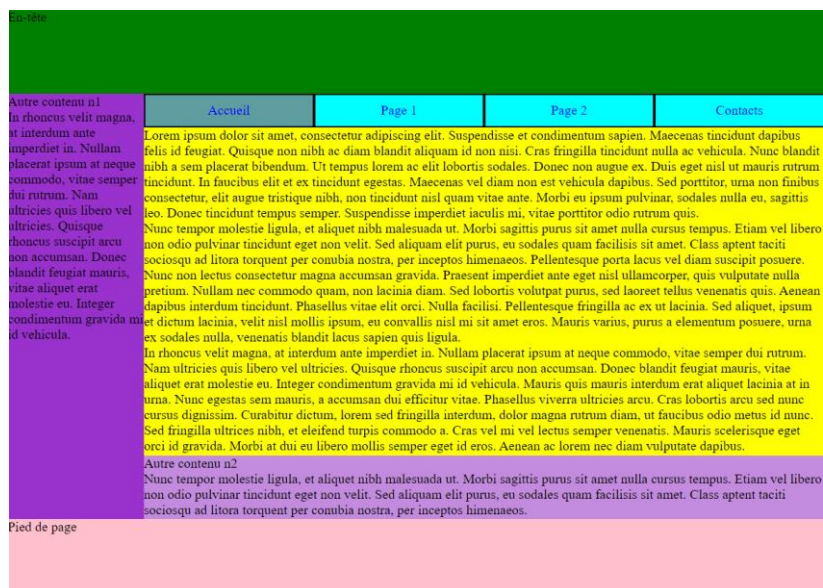 En-tête
Autre contenu n1
In rhoncus velit magna,
at interdum ante
imperdiet in. Nullam
placerat ipsum at neque
commodo, vitae semper
dui rutrum. Nam
ultricies quis libero vel
ultricies. Quisque
rhoncus suscipit arcu
non accumsan. Donec
blandit feugiat mauris,
vitae aliquet erat
molestie eu. Integer
condimentum gravida mi
id vehicula.
Accueil
Page 1
Page 2
Contacts
Lorem ipsum dolor sit amet, consectetur adipiscing elit. Suspendisse et condimentum sapien. Maecenas tincidunt dapibus
felis id feugiat. Quisque non nibh ac diam blandit aliquam id non nisi. Cras fringilla tincidunt nulla ac vehicula. Nunc blandit
nibh a sem placerat bibendum. Ut tempus lorem ac elit lobortis sodales. Donec non augue ex. Duis eget nisl ut mauris rutrum
tincidunt. In faucibus elit et ex tincidunt egestas. Maecenas vel diam non est vehicula dapibus. Sed porttitor, urna non finibus
consectetur, elit augue tristique nibh, non tincidunt nisl quam vitae ante. Morbi eu ipsum pulvinar, sodales nulla eu, sagittis
leo. Donec tincidunt tempus semper. Suspendisse imperdiet iaculis mi, vitae porttitor odio rutrum quis.
Nunc tempor molestie ligula, et aliquet nibh malesuada ut. Morbi sagittis purus sit amet nulla cursus tempus. Etiam vel libero
non odio pulvinar tincidunt eget non velit. Sed aliquam elit purus, eu sodales quam facilisis sit amet. Class aptent taciti
sociosqu ad litora torquent per conubia nostra, per inceptos himenaeos. Pellentesque porta lacus vel diam suscipit posuere.
Nunc non lectus consectetur magna accumsan gravida. Praesent imperdiet ante eget nisl ullamcorper, quis vulputate nulla
pretium. Nullam nec commodo quam, non lacinia diam. Sed lobortis volutpat purus, sed laoreet tellus venenatis quis. Aenean
dapibus interdum tincidunt. Phasellus vitae elit orci. Nulla facilisi. Pellentesque fringilla ac ex ut lacinia. Sed aliquet, ipsum
et dictum lacinia, velit nisl mollis ipsum, eu convallis nisl mi sit amet eros. Mauris varius, purus a elementum posuere, urna
ex sodales nulla, venenatis blandit lacus sapien quis ligula.
In rhoncus velit magna, at interdum ante imperdiet in. Nullam placerat ipsum at neque commodo, vitae semper dui rutrum.
Nam ultricies quis libero vel ultricies. Quisque rhoncus suscipit arcu non accumsan. Donec blandit feugiat mauris, vitae
aliquet erat molestie eu. Integer condimentum gravida mi id vehicula. Mauris quis mauris interdum erat aliquet lacinia at in
urna. Nunc egestas sem mauris, a accumsan dui efficitur vitae. Phasellus viverra ultricies arcu. Cras lobortis arcu sed nunc
cursus dignissim. Curabitur dictum, lorem sed fringilla interdum, dolor magna rutrum diam, ut faucibus odio metus id nunc.
Sed fringilla ultrices nibh, et eleifend turpis commodo a. Cras vel mi vel lectus semper venenatis. Mauris scelerisque eget
orci id gravida. Morbi at dui eu libero mollis semper eget id eros. Aenean ac lorem nec diam vulputate dapibus.
Autre contenu n2
Nunc tempor molestie ligula, et aliquet nibh malesuada ut. Morbi sagittis purus sit amet nulla cursus tempus. Etiam vel libero
non odio pulvinar tincidunt eget non velit. Sed aliquam elit purus, eu sodales quam facilisis sit amet. Class aptent taciti
sociosqu ad litora torquent per conubia nostra, per inceptos himenaeos.
Pied de page